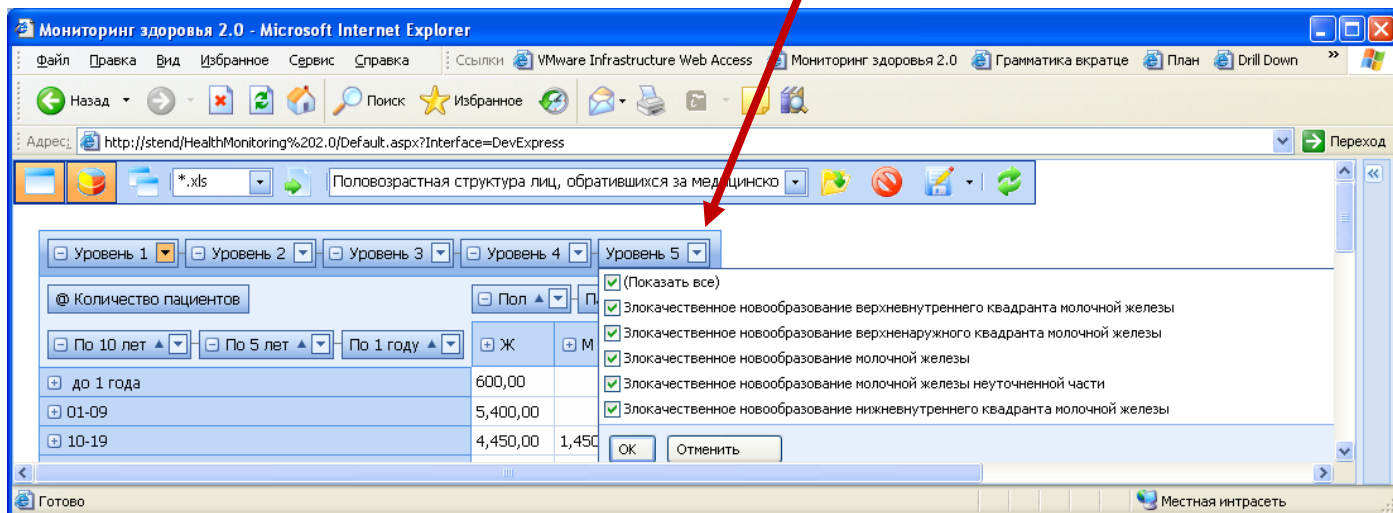 Мониторинг здоровья 2.0 - Microsoft Internet Explorer
Файл Правка Вид Избранное Сервис Справка Ссылки VMware Infrastructure Web Access Мониторинг здоровья 2.0 Грамматика вкратце План Drill Down »
Назад Поиск Избранное
Адрес: http://stend/HealthMonitoring%202.0/Default.aspx?Interface=DevExpress Переход
*.xls Половозрастная структура лиц, обратившихся за медицинско
Уровень 1 Уровень 2 Уровень 3 Уровень 4 Уровень 5
(Показать все)
@ Количество пациентов Пол
Злокачественное новообразование верхневнутреннего квадранта молочной железы
Злокачественное новообразование верхненаружного квадранта молочной железы
По 10 лет По 5 лет По 1 году Ж М
Злокачественное новообразование молочной железы
до 1 года 600,00
Злокачественное новообразование молочной железы неуточненной части
01-09 5,400,00
Злокачественное новообразование нижневнутреннего квадранта молочной железы
10-19 4,450,00 1,450
ОК Отменить
Готово Местная интрасеть